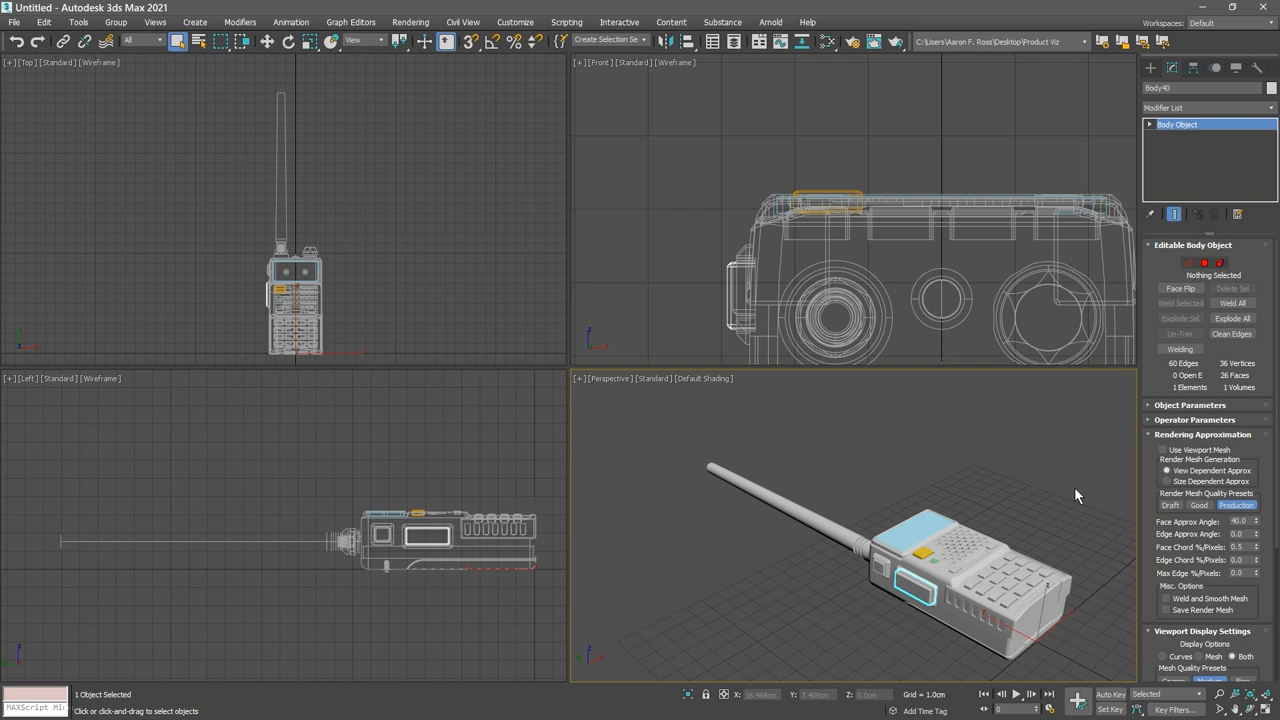 Untitled - Autodesk 3ds Max 2021
File Edit Tools Group Views Create Modifiers Animation Graph Editors Rendering Civil View Customize Scripting Interactive Content Substance Arnold Help
Workspaces: Default
All View Create Selection Se C:\Users\Aaron F. Ross\Desktop\Product Viz
[+] [Top] [Standard] [Wireframe]
[+] [Front] [Standard] [Wireframe]
Body40
Modifier List
Body Object
Editable Body Object
Nothing Selected
Face Flip Delete Sel
Weld Selected Weld All
Explode Sel Explode All
Un-Trim Clean Edges
Welding
60 Edges 36 Vertices
0 Open E 26 Faces
1 Elements 1 Volumes
[+] [Left] [Standard] [Wireframe]
[+] [Perspective] [Standard] [Default Shading]
Object Parameters
Operator Parameters
Rendering Approximation
Use Viewport Mesh
Render Mesh Generation
View Dependent Approx
Size Dependent Approx
Render Mesh Quality Presets
Draft Good Production
Face Approx Angle: 40.0
Edge Approx Angle: 0.0
Face Chord %/Pixels: 0.5
Edge Chord %/Pixels: 0.0
Max Edge %/Pixels: 0.0
Misc. Options
Weld and Smooth Mesh
Save Render Mesh
Viewport Display Settings
Display Options
Curves Mesh Both
Mesh Quality Presets
1 Object Selected
X: 16.968cm Y: 7.409cm Z: 0.0cm Grid = 1.0cm
Auto Key Selected
MAXScript Mi
Click or click-and-drag to select objects
Add Time Tag
0
Set Key Key Filters...